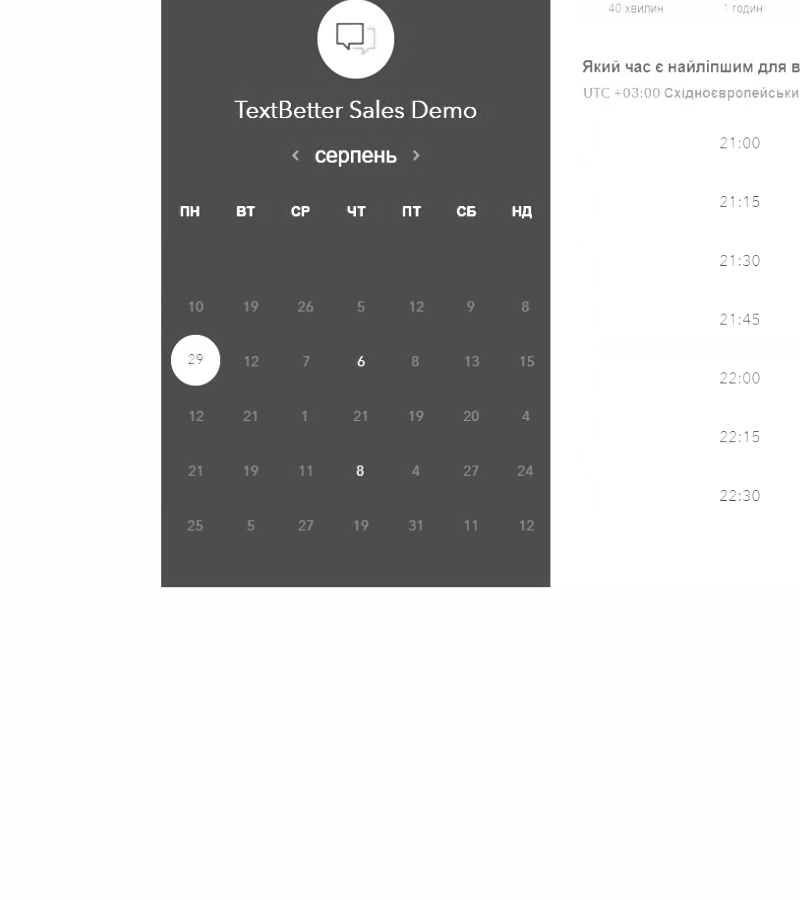 TextBetter Sales Demo
‹ серпень ›
ПН ВТ СР ЧТ ПТ СБ НД
10 19 26 5 12 9 8
29 12 7 6 8 13 15
12 21 1 21 19 20 4
21 19 11 8 4 27 24
25 5 27 19 31 11 12
40 хвилин 1 годин
Який час є найліпшим для в
UTC +03:00 Східноєвропейськи
21:00
21:15
21:30
21:45
22:00
22:15
22:30